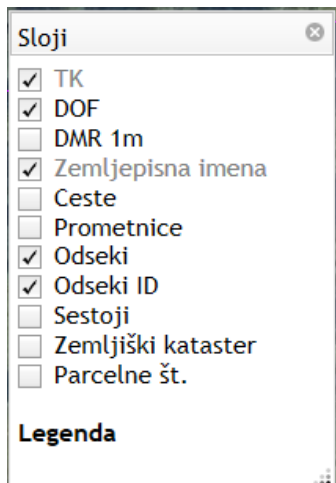 Sloji
TK
DOF
DMR 1m
Zemljepisna imena
Ceste
Prometnice
Odseki
Odseki ID
Sestoji
Zemljiški kataster
Parcelne št.
Legenda